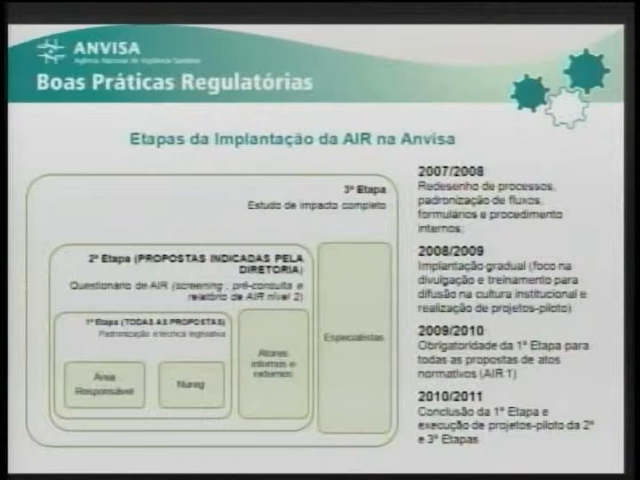 ANVISA
Agência Nacional de Vigilância Sanitária
Boas Práticas Regulatórias
Etapas da Implantação da AIR na Anvisa
3ª Etapa
Estudo de impacto completo
2ª Etapa (PROPOSTAS INDICADAS PELA
DIRETORIA)
Questionário de AIR (screening , pré-consulta e
relatório de AIR nível 2)
1ª Etapa (TODAS AS PROPOSTAS)
Padronização e técnica legislativa
Área
Responsável
Nureg
Atores
internos e
externos
Especialistas
2007/2008
Redesenho de processos,
padronização de fluxos,
formulários e procedimento
internos;
2008/2009
Implantação gradual (foco na
divulgação e treinamento para
difusão na cultura institucional e
realização de projetos-piloto)
2009/2010
Obrigatoridade da 1ª Etapa para
todas as propostas de atos
normativos (AIR 1)
2010/2011
Conclusão da 1ª Etapa e
execução de projetos-piloto da 2ª
e 3ª Etapas